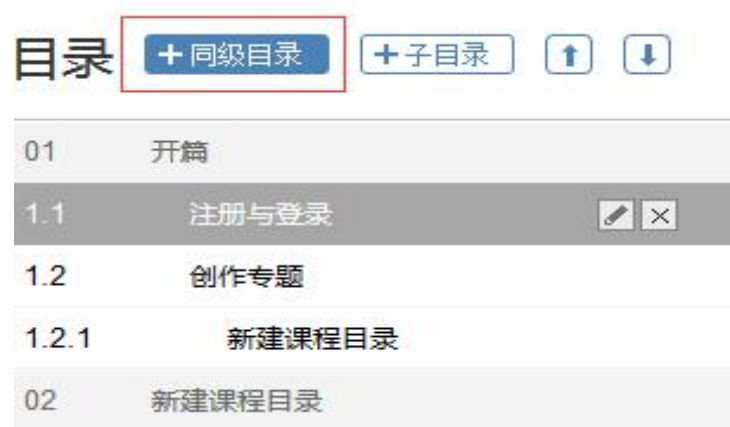 目录 +同级目录 +子目录
01 开篇
1.1 注册与登录
1.2 创作专题
1.2.1 新建课程目录
02 新建课程目录